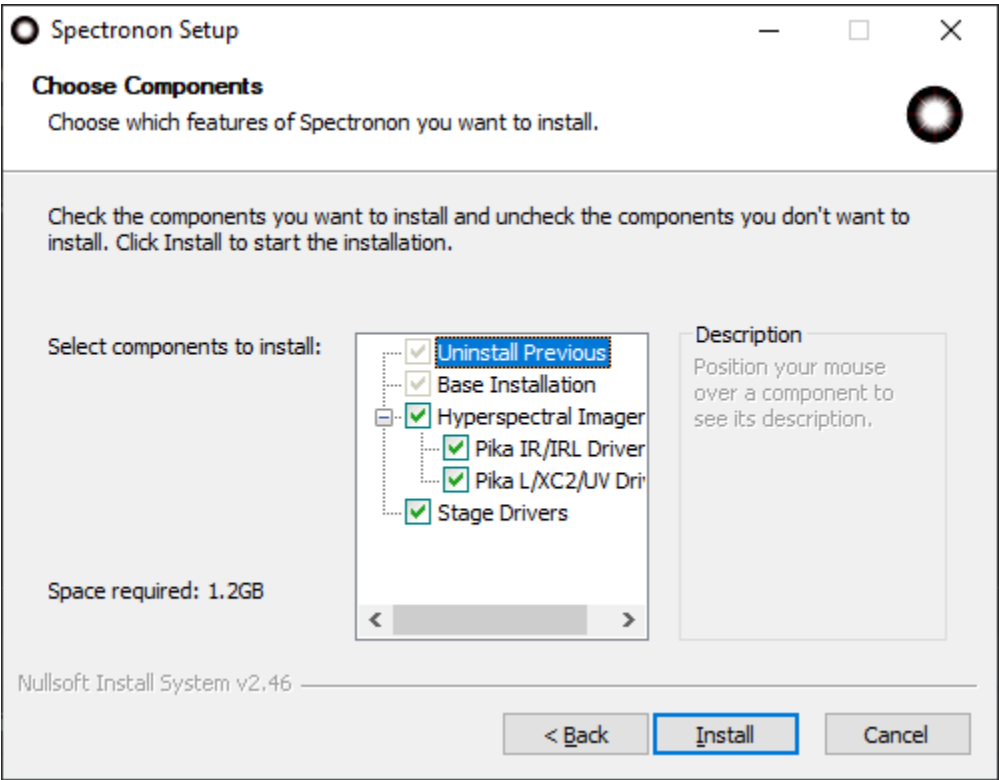 Spectronon Setup
Choose Components
Choose which features of Spectronon you want to install.
Check the components you want to install and uncheck the components you don't want to
install. Click Install to start the installation.
Select components to install:
Uninstall Previous
Base Installation
Hyperspectral Imager
Pika IR/IRL Driver
Pika L/XC2/UV Dri
Stage Drivers
Description
Position your mouse
over a component to
see its description.
Space required: 1.2GB
Nullsoft Install System v2.46
< Back
Install
Cancel